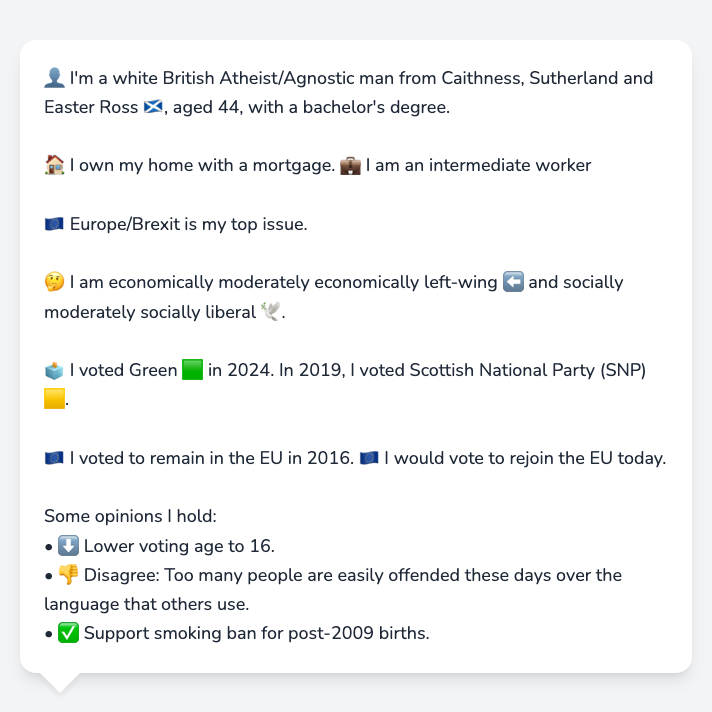 👤 I'm a white British Atheist/Agnostic man from Caithness, Sutherland and
Easter Ross 🏴󠁧󠁢󠁳󠁣󠁴󠁿, aged 44, with a bachelor's degree.
🏠 I own my home with a mortgage. 💼 I am an intermediate worker
🇪🇺 Europe/Brexit is my top issue.
🤔 I am economically moderately economically left-wing ⬅️ and socially
moderately socially liberal 🕊️.
🗳️ I voted Green 🟩 in 2024. In 2019, I voted Scottish National Party (SNP)
🟨.
🇪🇺 I voted to remain in the EU in 2016. 🇪🇺 I would vote to rejoin the EU today.
Some opinions I hold:
• ⬇️ Lower voting age to 16.
• 👎 Disagree: Too many people are easily offended these days over the
language that others use.
• ✅ Support smoking ban for post-2009 births.